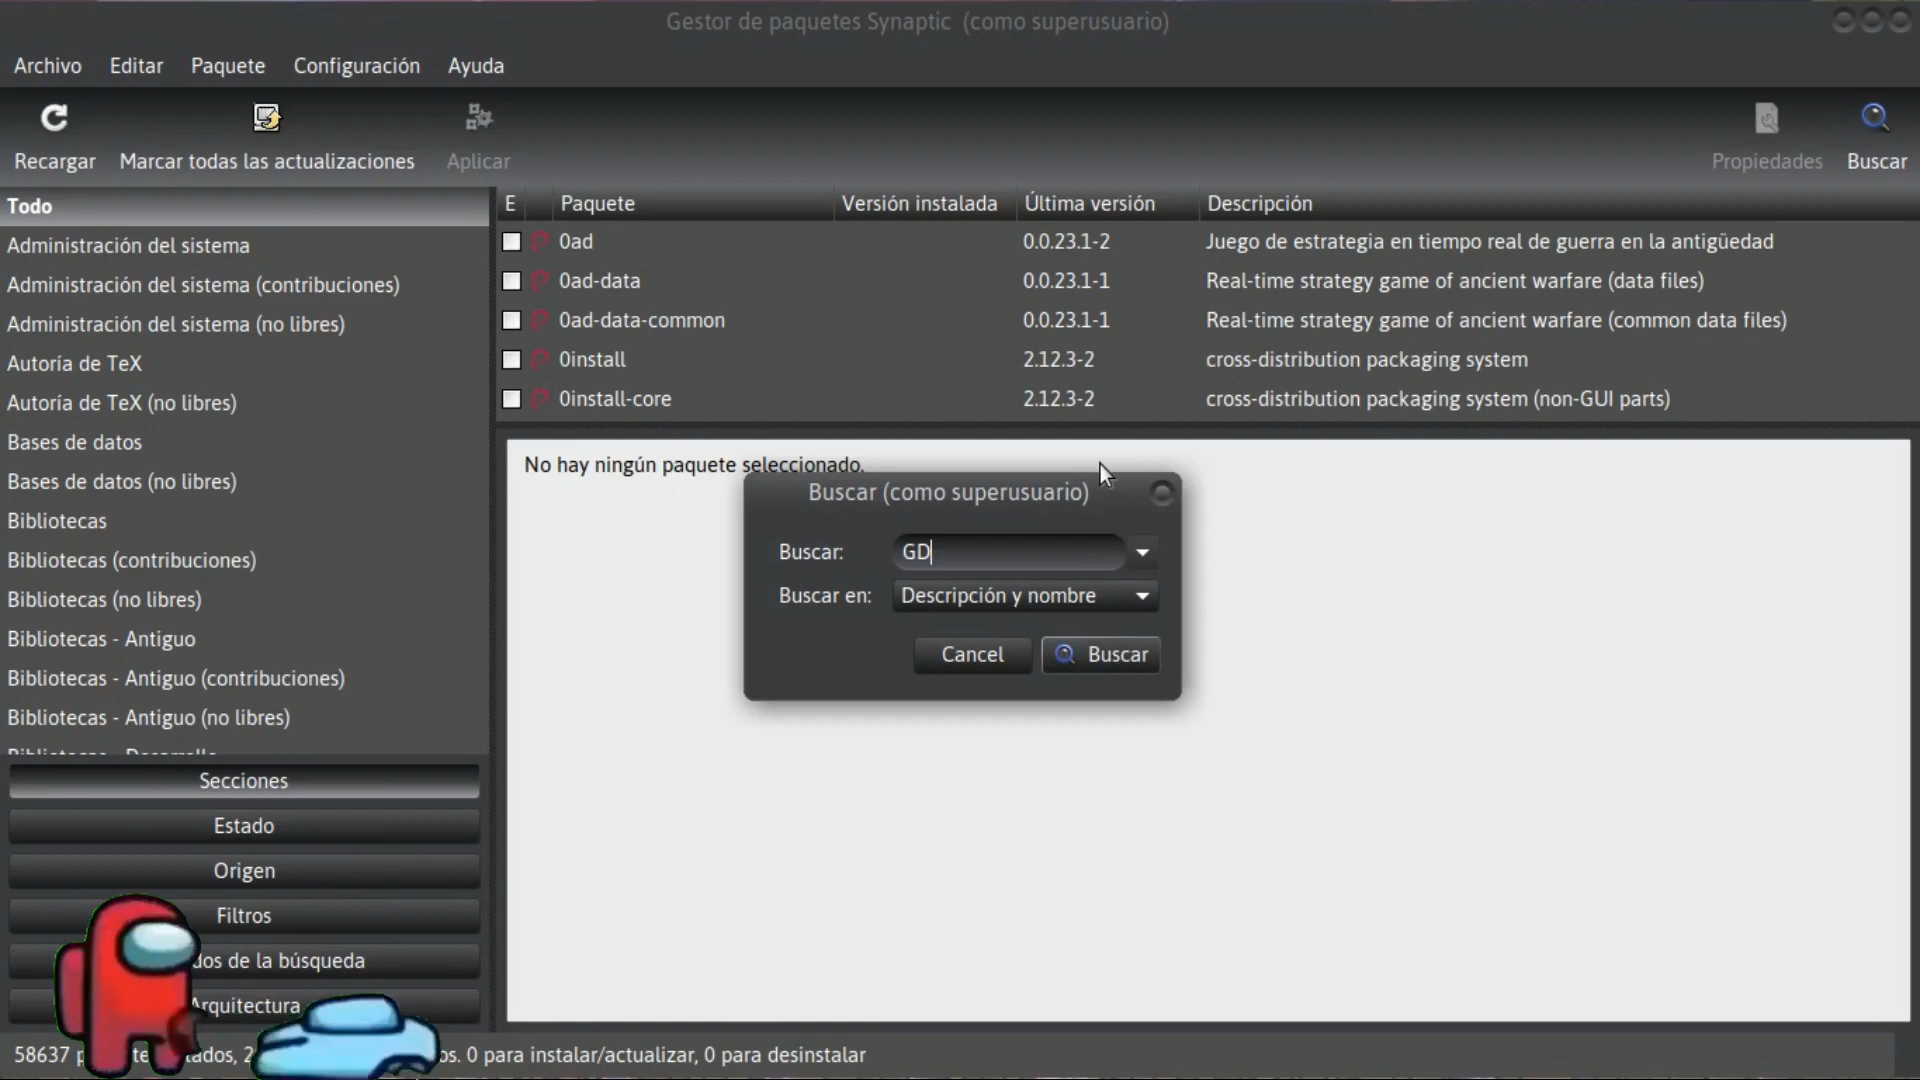 Gestor de paquetes Synaptic (como superusuario)
Archivo Editar Paquete Configuración Ayuda
Recargar Marcar todas las actualizaciones Aplicar Propiedades Buscar
Todo
Administración del sistema
Administración del sistema (contribuciones)
Administración del sistema (no libres)
Autoría de TeX
Autoría de TeX (no libres)
Bases de datos
Bases de datos (no libres)
Bibliotecas
Bibliotecas (contribuciones)
Bibliotecas (no libres)
Bibliotecas - Antiguo
Bibliotecas - Antiguo (contribuciones)
Bibliotecas - Antiguo (no libres)
Bibliotecas - Desarrollo
Secciones
Estado
Origen
Filtros
de la búsqueda
Arquitectura
E Paquete Versión instalada Última versión Descripción
0ad 0.0.23.1-2 Juego de estrategia en tiempo real de guerra en la antigüedad
0ad-data 0.0.23.1-1 Real-time strategy game of ancient warfare (data files)
0ad-data-common 0.0.23.1-1 Real-time strategy game of ancient warfare (common data files)
0install 2.12.3-2 cross-distribution packaging system
0install-core 2.12.3-2 cross-distribution packaging system (non-GUI parts)
No hay ningún paquete seleccionado.
Buscar (como superusuario)
Buscar: GD
Buscar en: Descripción y nombre
Cancel Buscar
58637 0 para instalar/actualizar, 0 para desinstalar